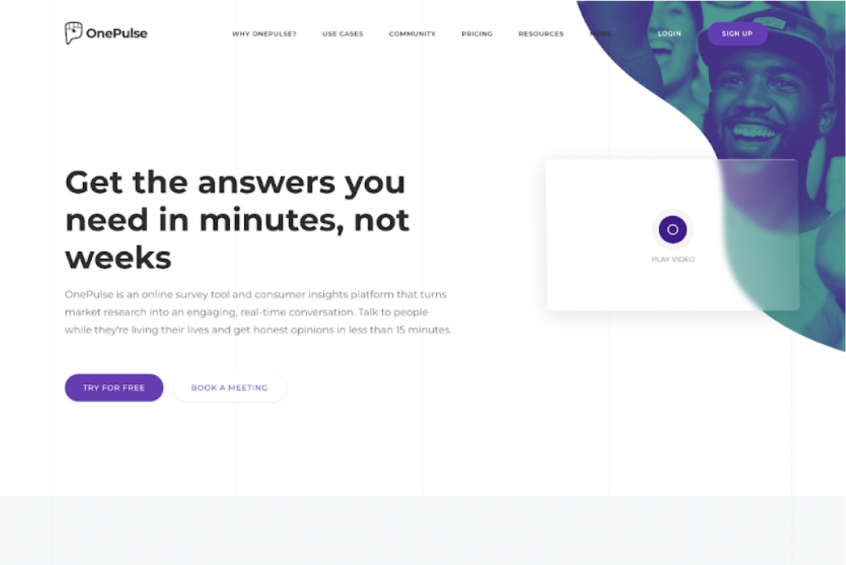 OnePulse
WHY ONEPULSE? USE CASES COMMUNITY PRICING RESOURCES MORE LOGIN SIGN UP
Get the answers you
need in minutes, not
weeks
OnePulse is an online survey tool and consumer insights platform that turns
market research into an engaging, real-time conversation. Talk to people
while they're living their lives and get honest opinions in less than 15 minutes.
TRY FOR FREE BOOK A MEETING
PLAY VIDEO